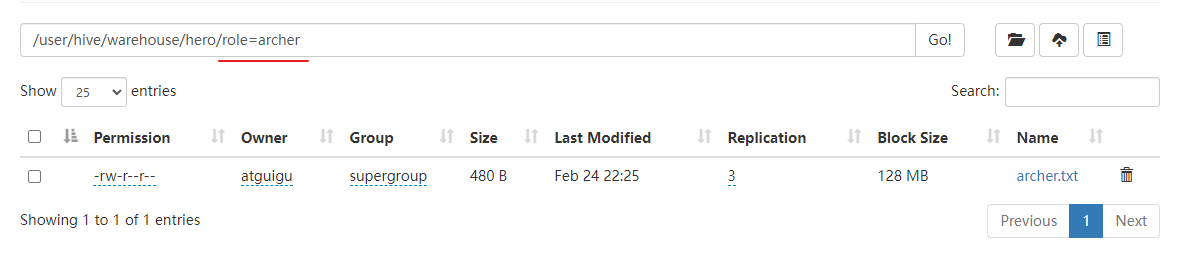 /user/hive/warehouse/hero/role=archer Go!
Show 25 entries Search:
Permission Owner Group Size Last Modified Replication Block Size Name
-rw-r--r-- atguigu supergroup 480 B Feb 24 22:25 3 128 MB archer.txt
Showing 1 to 1 of 1 entries Previous 1 Next